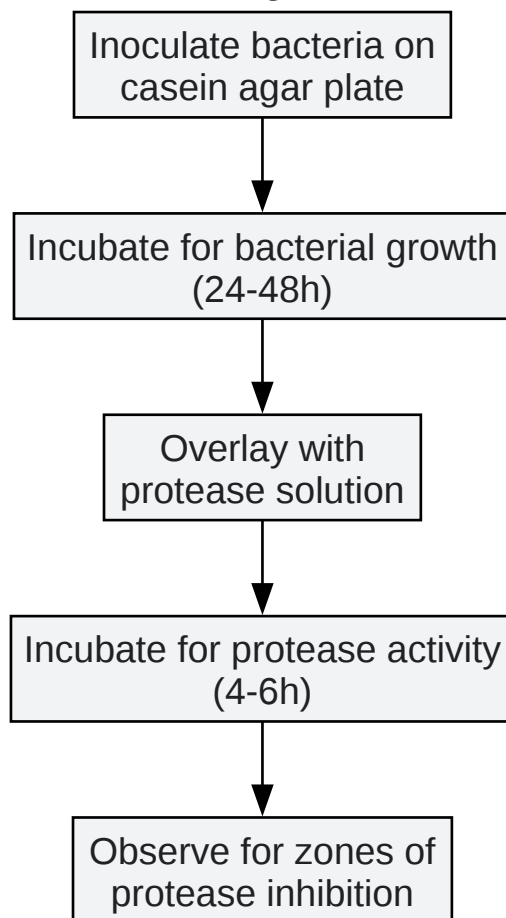 Inoculate bacteria on
casein agar plate
Incubate for bacterial growth
(24-48h)
Overlay with
protease solution
Incubate for protease activity
(4-6h)
Observe for zones of
protease inhibition